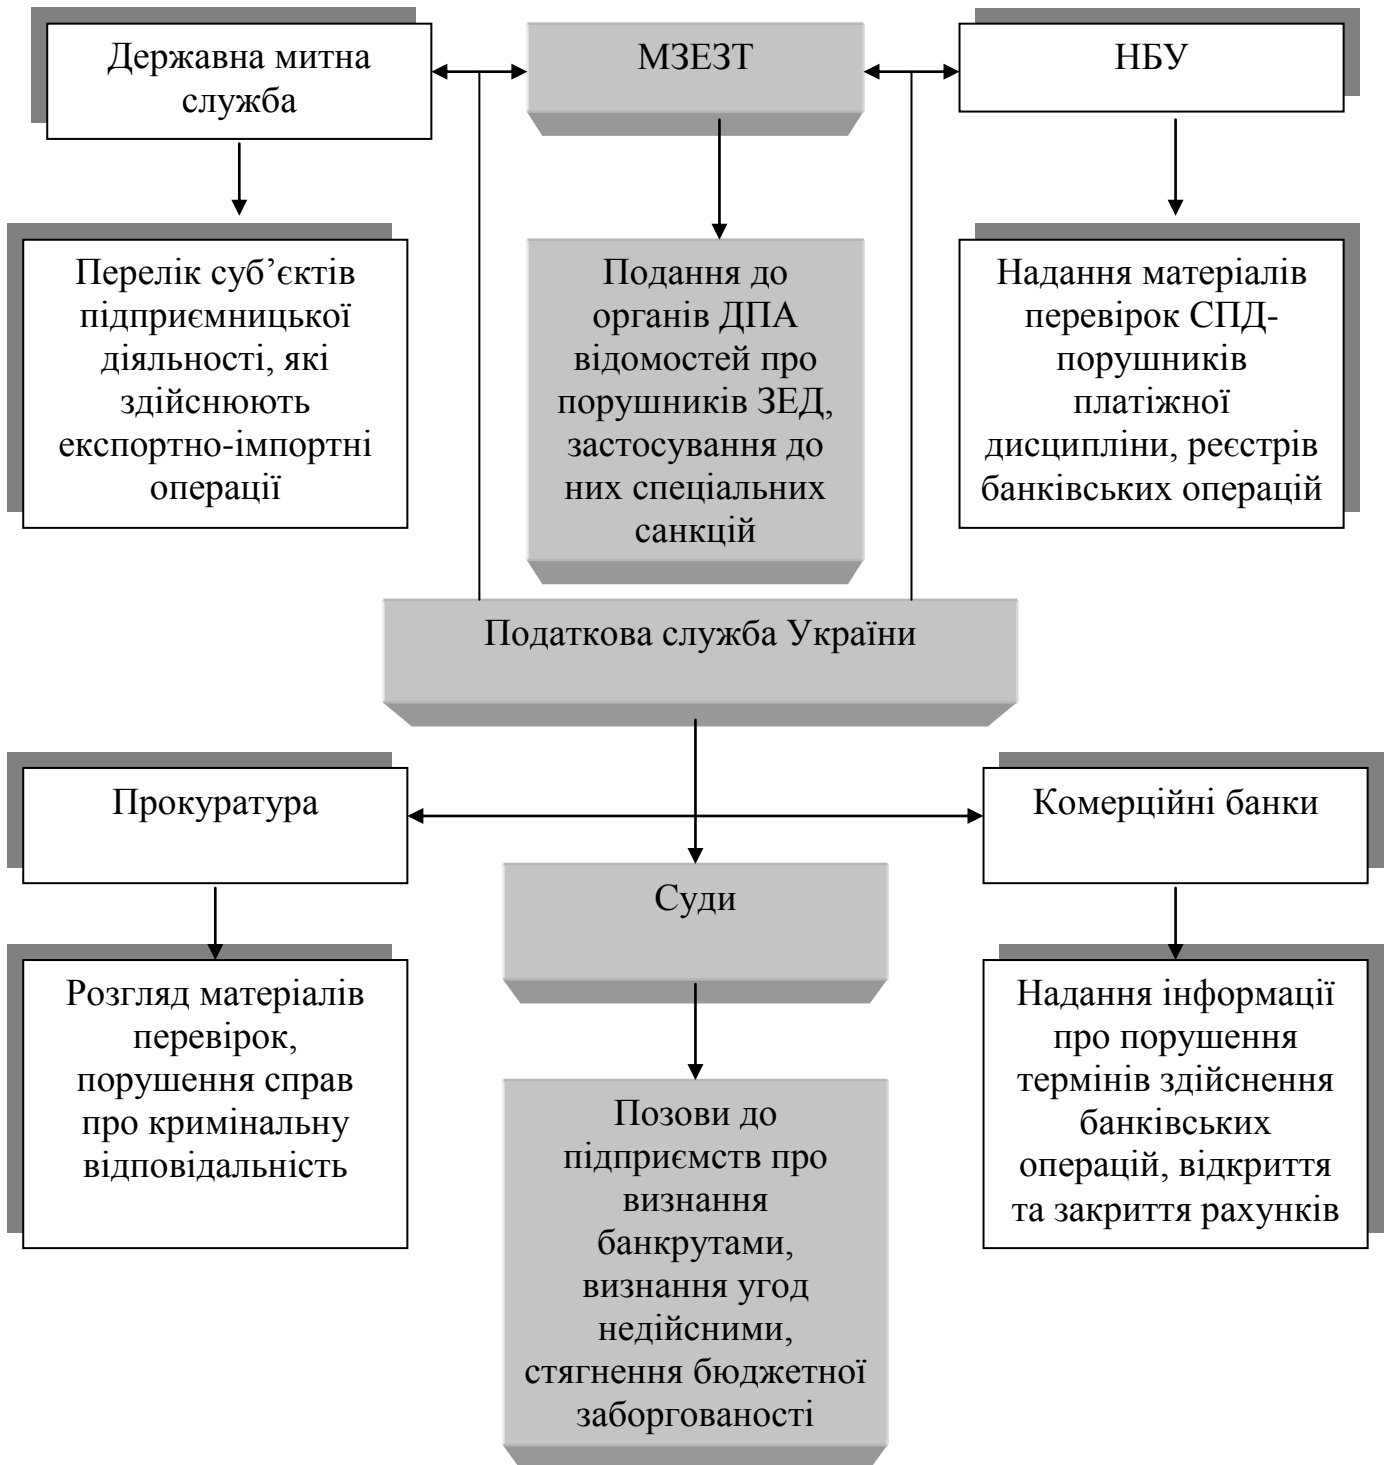 Державна митна
служба
МЗЕЗТ
НБУ
Перелік суб’єктів
підприємницької
діяльності, які
здійснюють
експортно-імпортні
операції
Подання до
органів ДПА
відомостей про
порушників ЗЕД,
застосування до
них спеціальних
санкцій
Надання матеріалів
перевірок СПД-
порушників
платіжної
дисципліни, реєстрів
банківських операцій
Податкова служба України
Прокуратура
Комерційні банки
Суди
Розгляд матеріалів
перевірок,
порушення справ
про кримінальну
відповідальність
Позови до
підприємств про
визнання
банкрутами,
визнання угод
недійсними,
стягнення бюджетної
заборгованості
Надання інформації
про порушення
термінів здійснення
банківських
операцій, відкриття
та закриття рахунків